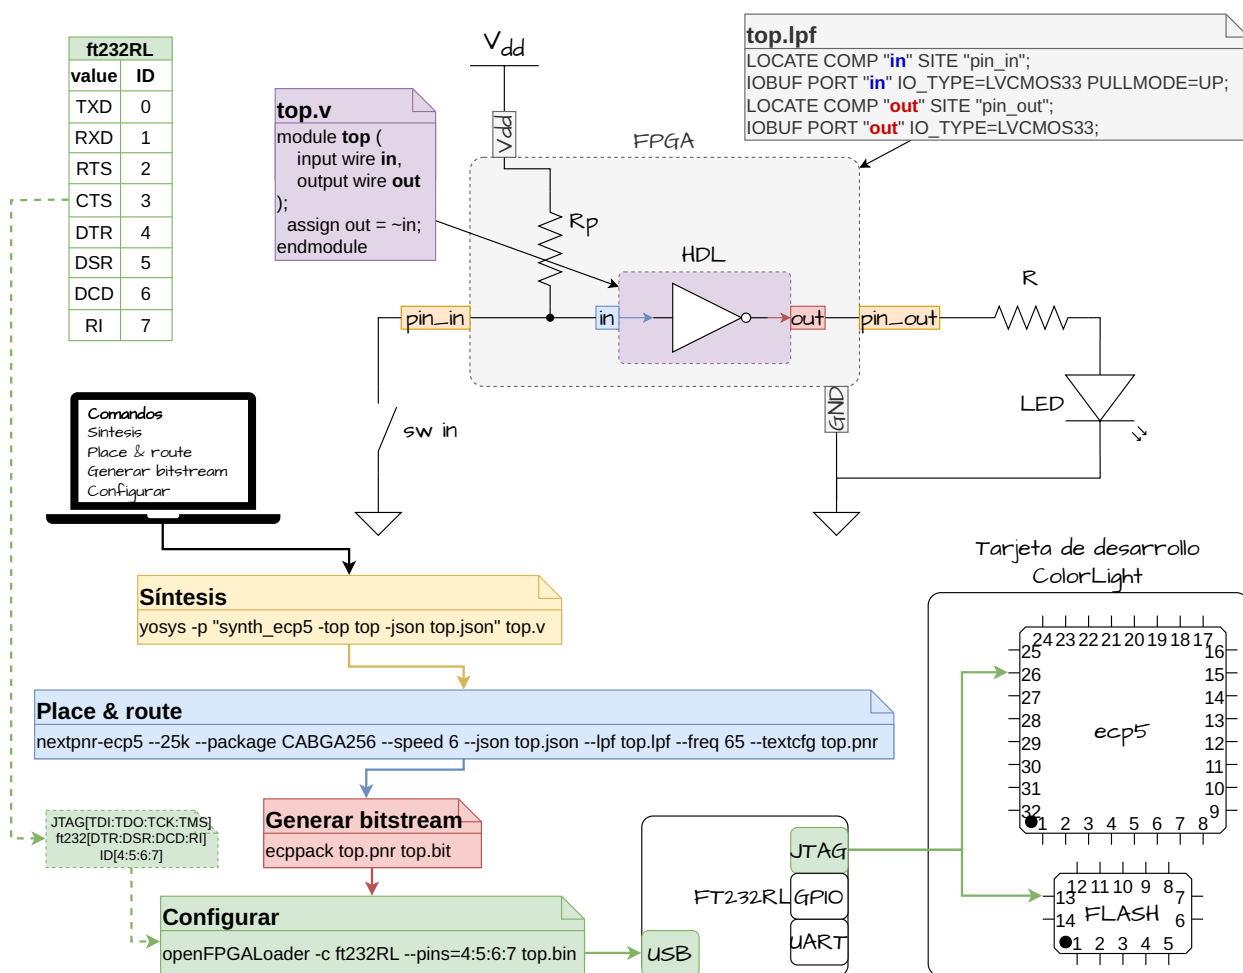 ft232RL
value ID
TXD 0
RXD 1
RTS 2
CTS 3
DTR 4
DSR 5
DCD 6
RI 7
Vdd
Vdd
top.v
module top (
input wire in,
output wire out
);
assign out = ~in;
endmodule
top.lpf
LOCATE COMP "in" SITE "pin_in";
IOBUF PORT "in" IO_TYPE=LVCMOS33 PULLMODE=UP;
LOCATE COMP "out" SITE "pin_out";
IOBUF PORT "out" IO_TYPE=LVCMOS33;
FPGA
Rp
HDL
R
pin_in
in
out
pin_out
GND
LED
sw in
Comandos
Síntesis
Place & route
Generar bitstream
Configurar
Síntesis
yosys -p "synth_ecp5 -top top -json top.json" top.v
Place & route
nextpnr-ecp5 --25k --package CABGA256 --speed 6 --json top.json --lpf top.lpf --freq 65 --textcfg top.pnr
Generar bitstream
ecppack top.pnr top.bit
JTAG[TDI:TDO:TCK:TMS]
ft232[DTR:DSR:DCD:RI]
ID[4:5:6:7]
Configurar
openFPGALoader -c ft232RL --pins=4:5:6:7 top.bin
USB
FT232RL
JTAG
GPIO
UART
Tarjeta de desarrollo
ColorLight
24 23 22 21 20 19 18 17
25 16
26 15
27 14
28 13
29 12
30 11
31 10
32 9
1 2 3 4 5 6 7 8
ecp5
12 11 10 9 8
13 7
14 FLASH 6
1 2 3 4 5